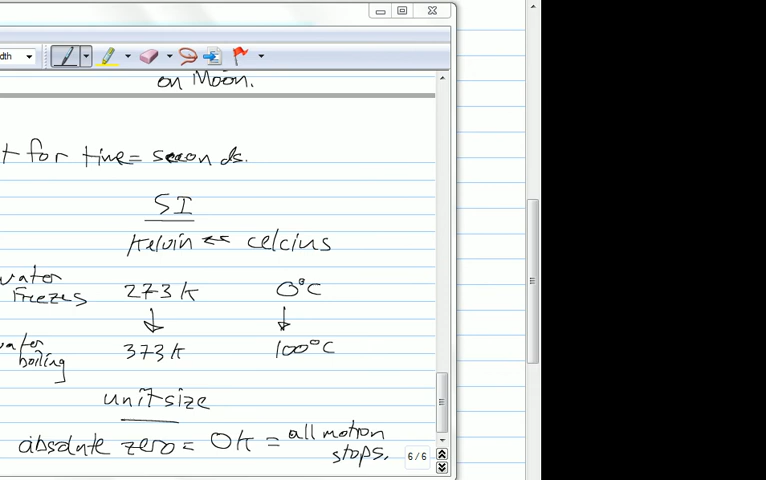 dth
on Moon.
t for time = seconds.
SI
Kelvin celcius
water
freezes 273 K 0°C
water
boiling 373 K 100°C
unit size
absolute zero = 0K = all motion
stops.
6 / 6